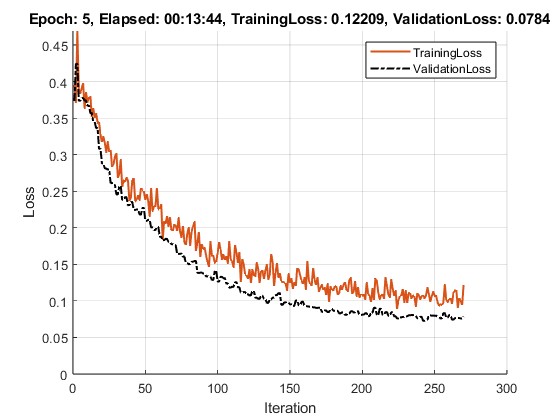 Epoch: 5, Elapsed: 00:13:44, TrainingLoss: 0.12209, ValidationLoss: 0.0784
TrainingLoss
ValidationLoss
0.45
0.4
0.35
0.3
0.25
0.2
0.15
0.1
0.05
0
Loss
0 50 100 150 200 250 300
Iteration